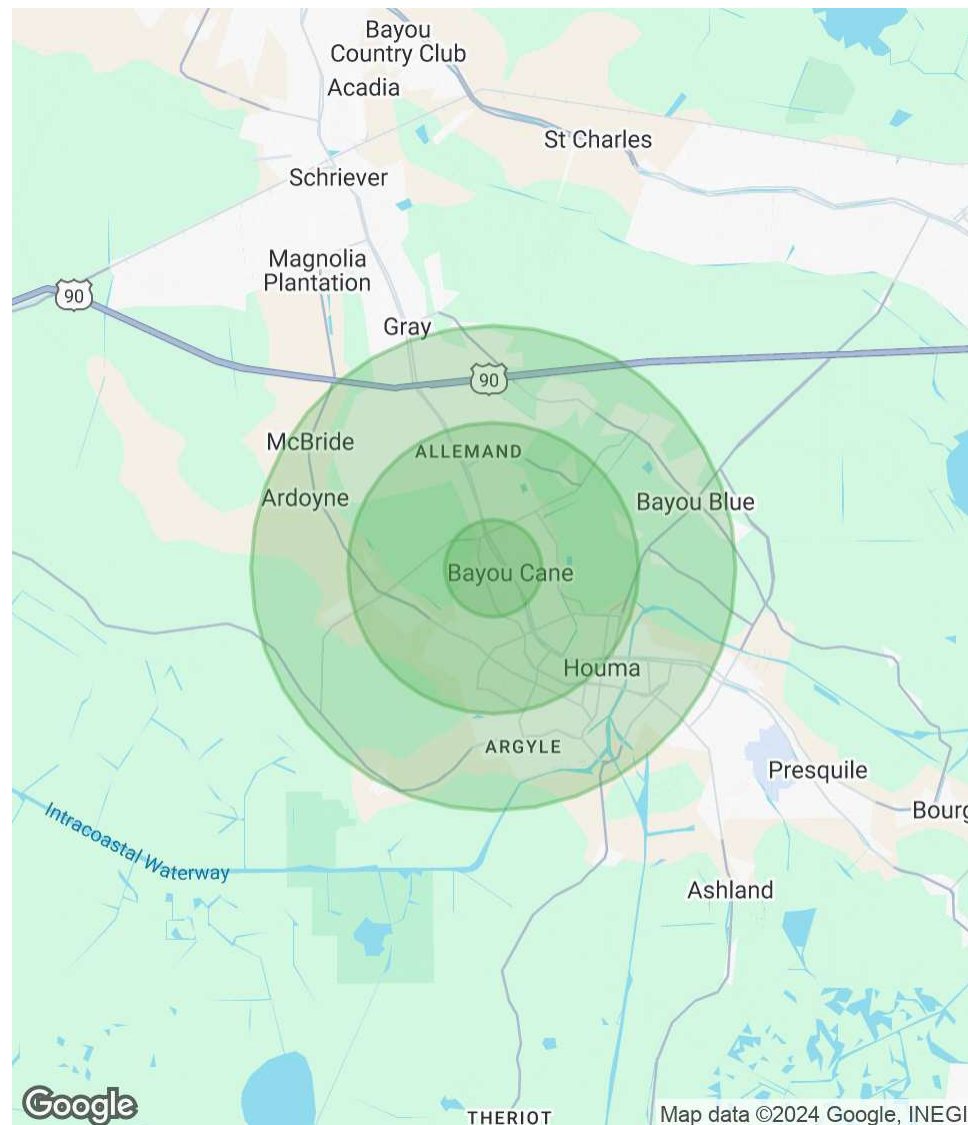 Bayou
Country Club
Acadia
St Charles
Schriever
Magnolia
Plantation
90
Gray
90
McBride
ALLEMAND
Ardoyne
Bayou Blue
Bayou Cane
Houma
ARGYLE
Presquile
Bourg
Intracoastal Waterway
Ashland
Google
THERIOT
Map data ©2024 Google, INEGI